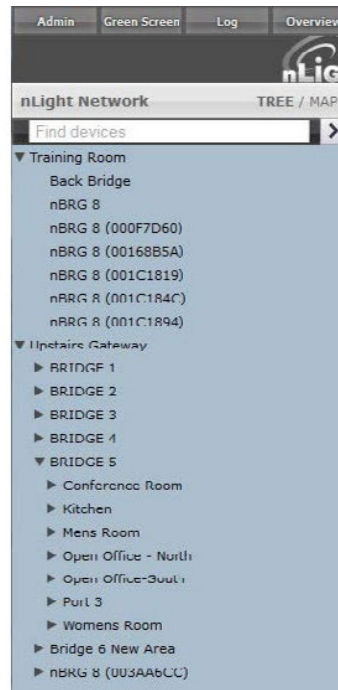 Admin Green Screen Log Overview
nLig
nLight Network TREE / MAP
Find devices
Training Room
Back Bridge
nBRG 8
nBRG 8 (000F7D60)
nBRG 8 (00168B5A)
nBRG 8 (001C1819)
nBRG 8 (001C184C)
nBRG 8 (001C1894)
Upstairs Gateway
BRIDGE 1
BRIDGE 2
BRIDGE 3
BRIDGE 4
BRIDGE 5
Conference Room
Kitchen
Mens Room
Open Office - North
Open Office-South
Port 3
Womens Room
Bridge 6 New Area
nBRG 8 (003AA6CC)